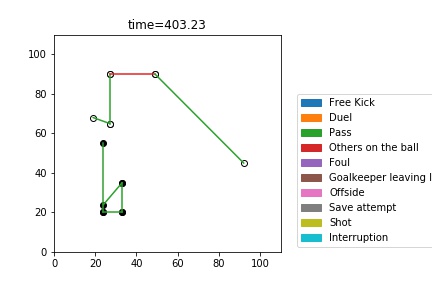 time=403.23
100
80
60
40
20
0
0 20 40 60 80 100
Free Kick
Duel
Pass
Others on the ball
Foul
Goalkeeper leaving l
Offside
Save attempt
Shot
Interruption